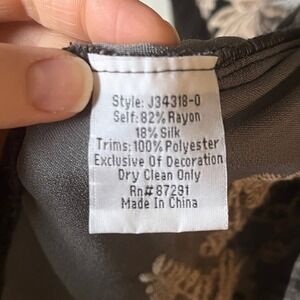 Style: J34318-0
Self: 82% Rayon
18% Silk
Trims: 100% Polyester
Exclusive Of Decoration
Dry Clean Only
Rn# 87291
Made In China